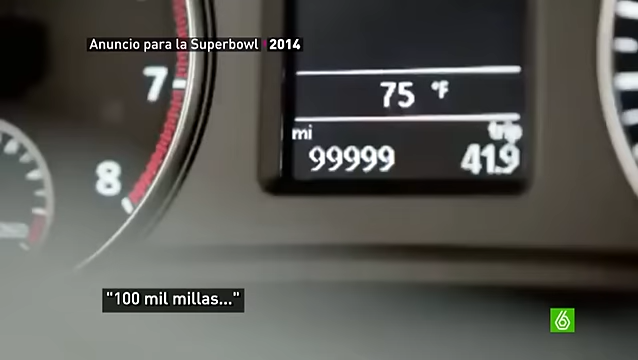 Anuncio para la Superbowl 2014
7
75 °F
mi trip
99999 41.9
8
"100 mil millas..."
6